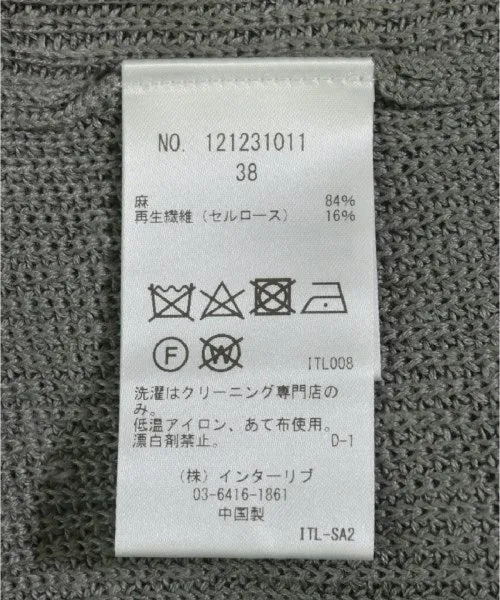 NO. 121231011
38
麻 84%
再生繊維（セルロース） 16%
F W ITL008
洗濯はクリーニング専門店の
み。
低温アイロン、あて布使用。
漂白剤禁止。 D-1
（株）インターリブ
03-6416-1861
中国製
ITL-SA2